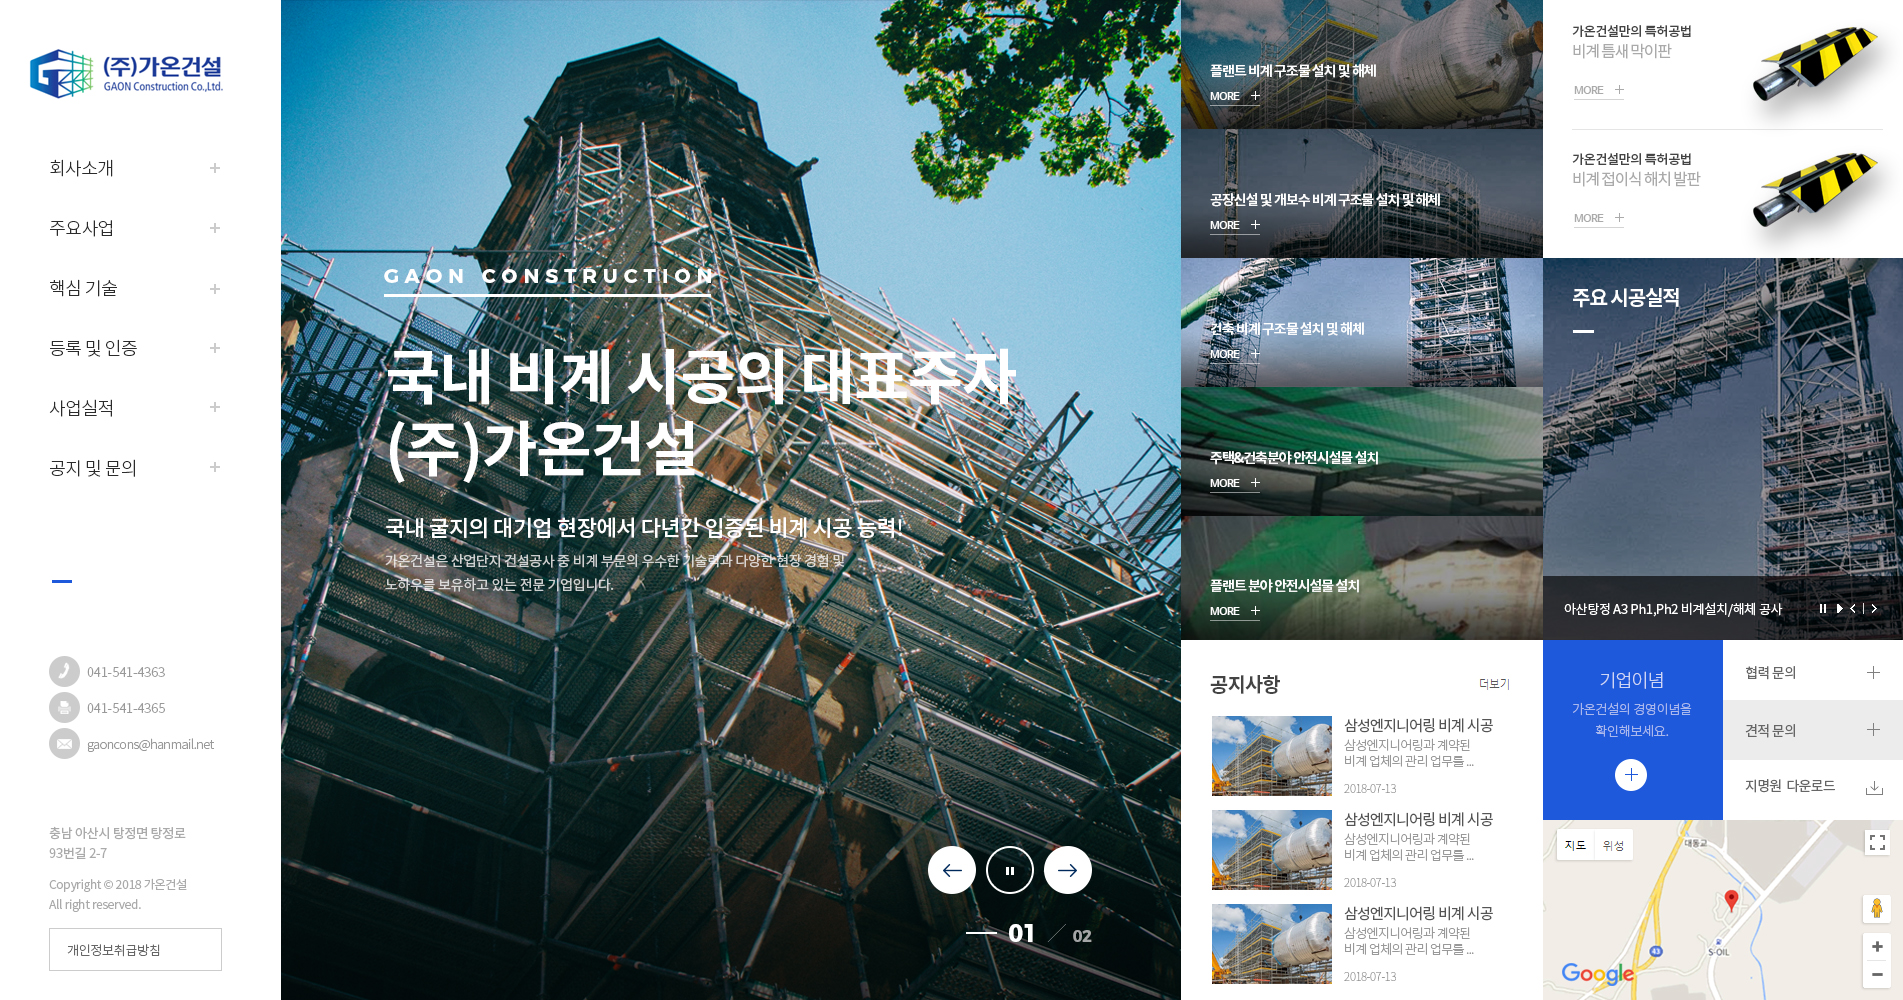 (주)가온건설
GAON Construction Co.,Ltd.
회사소개
주요사업
핵심 기술
등록 및 인증
사업실적
공지 및 문의
041-541-4363
041-541-4365
gaoncons@hanmail.net
충남 아산시 탕정면 탕정로
93번길 2-7
Copyright © 2018 가온건설
All right reserved.
개인정보취급방침
GAON CONSTRUCTION
국내 비계 시공의 대표주자
(주)가온건설
국내 굴지의 대기업 현장에서 다년간 입증된 비계 시공 능력!
가온건설은 산업단지 건설공사 중 비계 부문의 우수한 기술력과 다양한 현장 경험 및
노하우를 보유하고 있는 전문 기업입니다.
01 / 02
플랜트 비계 구조물 설치 및 해체
MORE +
공장신설 및 개보수 비계 구조물 설치 및 해체
MORE +
건축 비계 구조물 설치 및 해체
MORE +
주택&건축분야 안전시설물 설치
MORE +
플랜트 분야 안전시설물 설치
MORE +
공지사항
더보기
삼성엔지니어링 비계 시공
삼성엔지니어링과 계약된
비계 업체의 관리 업무를 ...
2018-07-13
삼성엔지니어링 비계 시공
삼성엔지니어링과 계약된
비계 업체의 관리 업무를 ...
2018-07-13
삼성엔지니어링 비계 시공
삼성엔지니어링과 계약된
비계 업체의 관리 업무를 ...
2018-07-13
가온건설만의 특허공법
비계 틈새 막이판
MORE +
가온건설만의 특허공법
비계 접이식 해치 발판
MORE +
주요 시공실적
아산탕정 A3 Ph1,Ph2 비계설치/해체 공사
기업이념
가온건설의 경영이념을
확인해보세요.
협력 문의
견적 문의
지명원 다운로드
지도
위성
대동교
43
S-OIL
Google